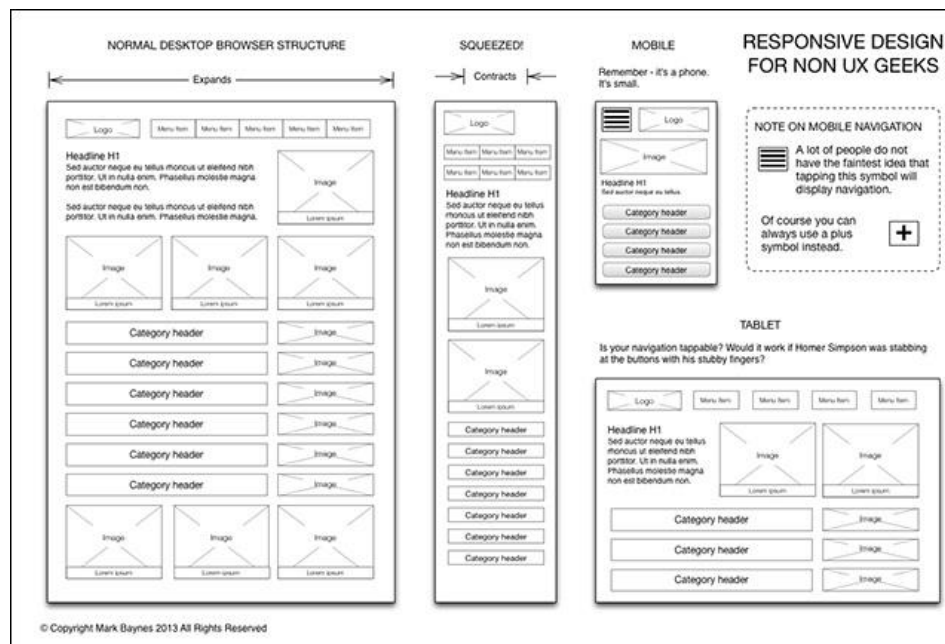 NORMAL DESKTOP BROWSER STRUCTURE
Expands
Logo
Menu Item Menu Item Menu Item Menu Item Menu Item
Headline H1
Sed auctor neque eu tellus rhoncus ut eleifend nibh
porttitor. Ut in nulla enim. Phasellus molestie magna
non est bibendum non.
Sed auctor neque eu tellus rhoncus ut eleifend nibh
porttitor. Ut in nulla enim. Phasellus molestie magna.
Image
Lorem ipsum
Image Image Image
Lorem ipsum Lorem ipsum Lorem ipsum
Category header Image
Category header Image
Category header Image
Category header Image
Category header Image
Category header Image
Image Image Image
Lorem ipsum Lorem ipsum Lorem ipsum
SQUEEZED!
Contracts
Logo
Menu Item Menu Item Menu Item
Menu Item Menu Item Menu Item
Headline H1
Sed auctor neque eu tellus
rhoncus ut eleifend nibh
porttitor. Ut in nulla enim.
Phasellus molestie magna
non est bibendum non.
Image
Lorem ipsum
Image
Lorem ipsum
Category header
Category header
Category header
Category header
Category header
Category header
Category header
MOBILE
Remember - it's a phone.
It's small.
Logo
Image
Headline H1
Sed auctor neque eu tellus.
Category header
Category header
Category header
Category header
RESPONSIVE DESIGN
FOR NON UX GEEKS
NOTE ON MOBILE NAVIGATION
A lot of people do not
have the faintest idea that
tapping this symbol will
display navigation.
Of course you can
always use a plus
symbol instead.
+
TABLET
Is your navigation tappable? Would it work if Homer Simpson was stabbing
at the buttons with his stubby fingers?
Logo Menu Item Menu Item Menu Item Menu Item
Headline H1
Sed auctor neque eu tellus
rhoncus ut eleifend nibh
porttitor. Ut in nulla enim.
Phasellus molestie magna
non est bibendum non.
Image Image
Lorem ipsum Lorem ipsum
Category header Image
Category header Image
Category header Image
© Copyright Mark Baynes 2013 All Rights Reserved